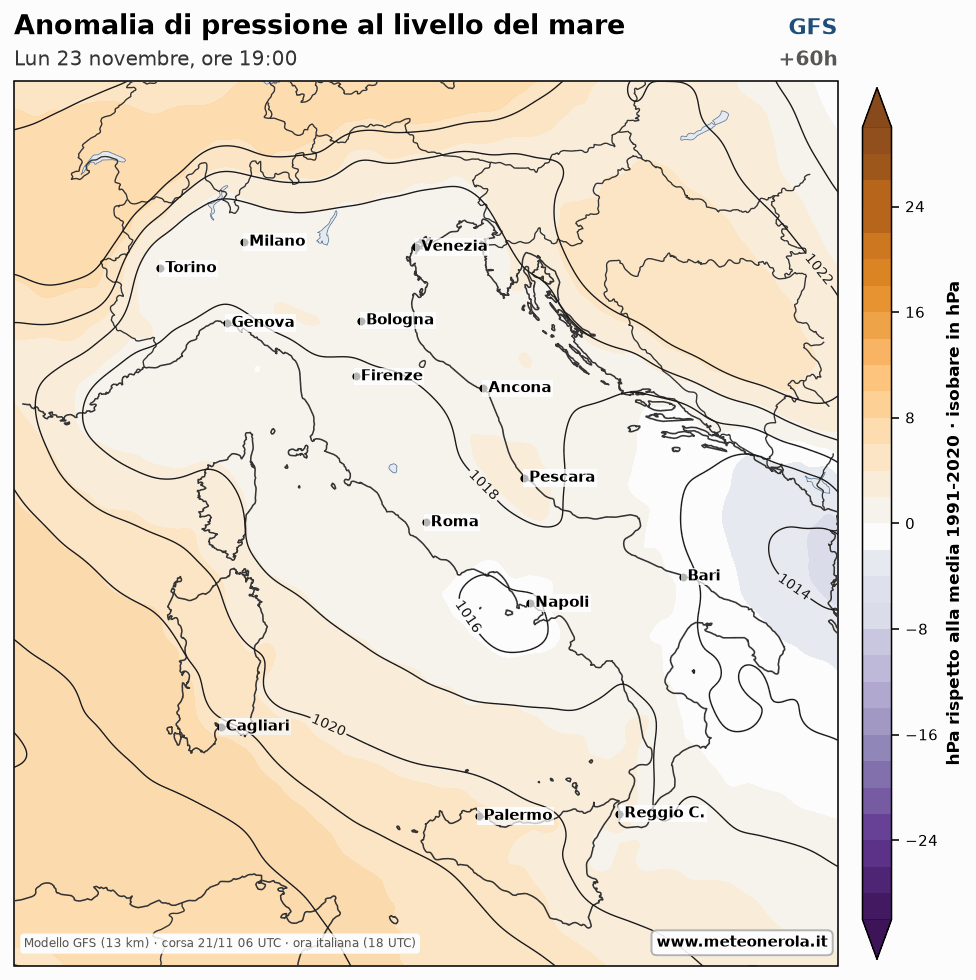 Anomalia di pressione al livello del mare
GFS
Lun 23 novembre, ore 19:00
+60h
Milano
Venezia
Torino
1022
Genova
Bologna
Firenze
Ancona
1018
Pescara
Roma
Bari
1014
Napoli
1016
Cagliari
1020
Palermo
Reggio C.
Modello GFS (13 km) · corsa 21/11 06 UTC · ora italiana (18 UTC)
www.meteonerola.it
24
16
8
0
−8
−16
−24
hPa rispetto alla media 1991-2020 · isobare in hPa